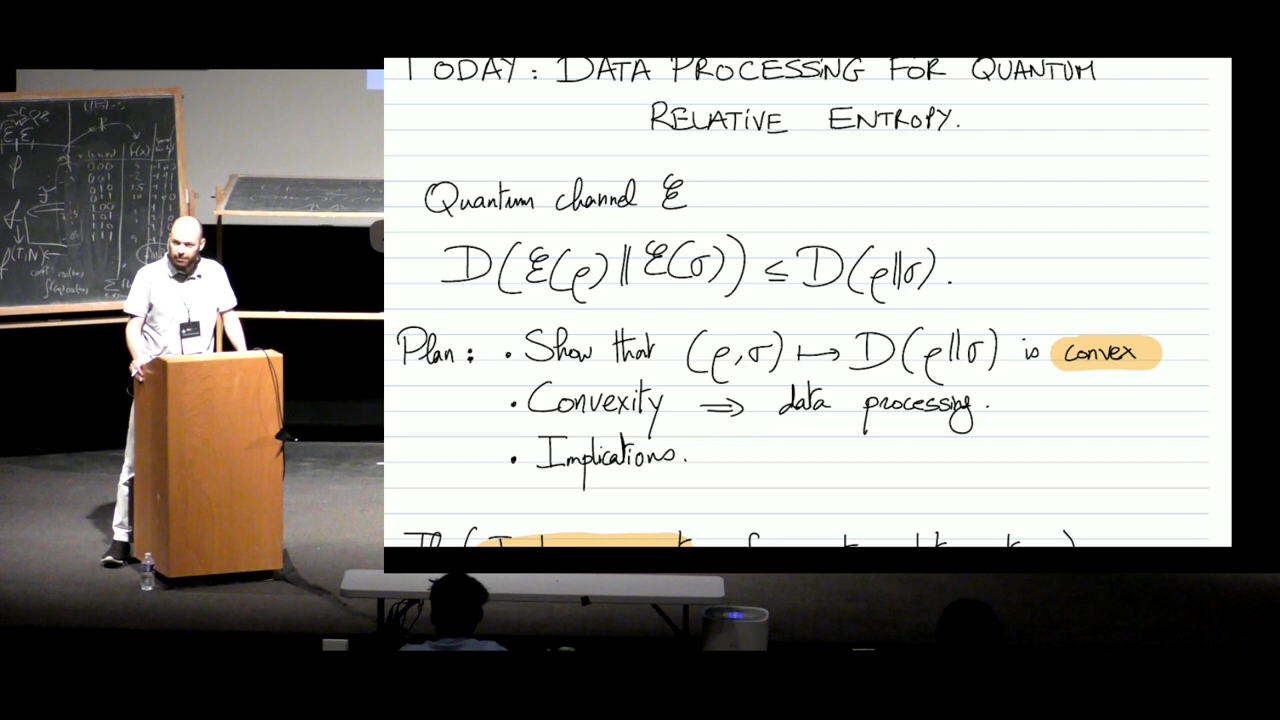 TODAY: DATA PROCESSING FOR QUANTUM
RELATIVE ENTROPY.
Quantum channel ℰ
D(ℰ(ρ)‖ℰ(σ)) ≤ D(ρ‖σ).
Plan: • Show that (ρ,σ) ↦ D(ρ‖σ) is convex
• Convexity ⟹ data processing.
• Implications.